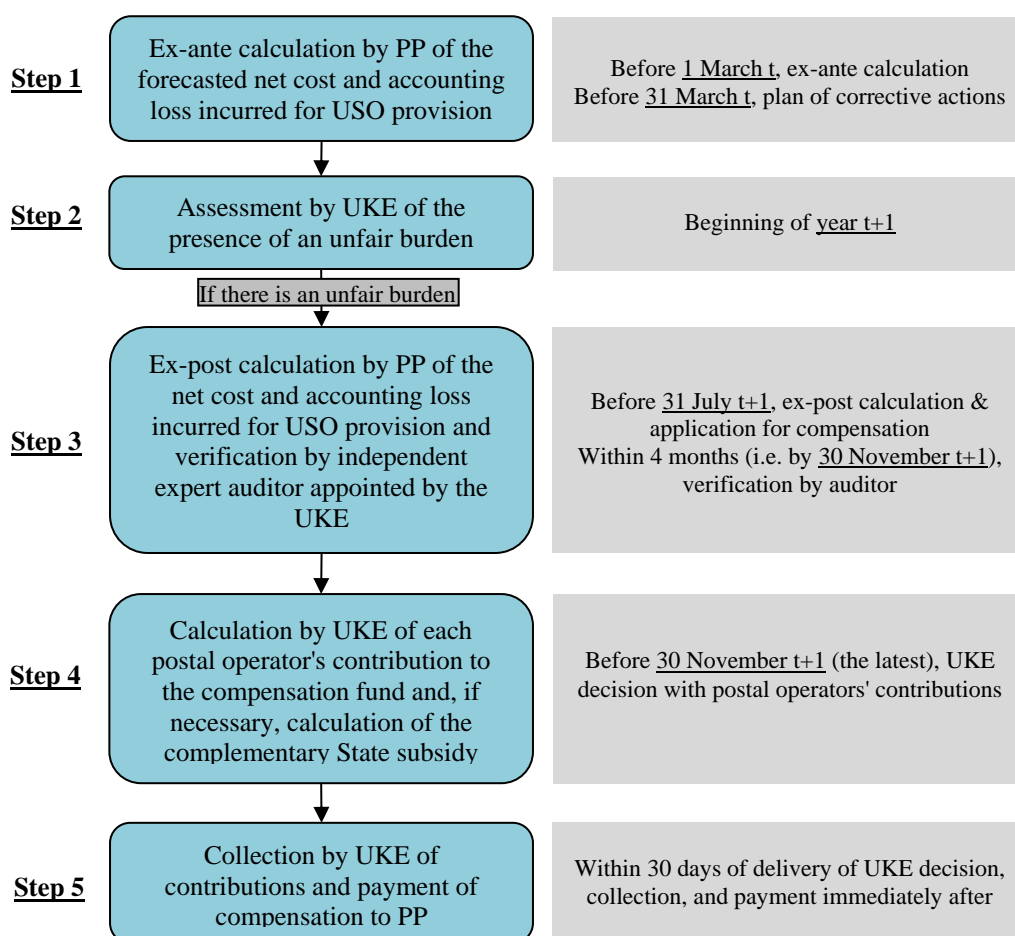 Step 1
Ex-ante calculation by PP of the
forecasted net cost and accounting
loss incurred for USO provision
Before 1 March t, ex-ante calculation
Before 31 March t, plan of corrective actions
Step 2
Assessment by UKE of the
presence of an unfair burden
Beginning of year t+1
If there is an unfair burden
Step 3
Ex-post calculation by PP of the
net cost and accounting loss
incurred for USO provision and
verification by independent
expert auditor appointed by the
UKE
Before 31 July t+1, ex-post calculation &
application for compensation
Within 4 months (i.e. by 30 November t+1),
verification by auditor
Step 4
Calculation by UKE of each
postal operator's contribution to
the compensation fund and, if
necessary, calculation of the
complementary State subsidy
Before 30 November t+1 (the latest), UKE
decision with postal operators' contributions
Step 5
Collection by UKE of
contributions and payment of
compensation to PP
Within 30 days of delivery of UKE decision,
collection, and payment immediately after